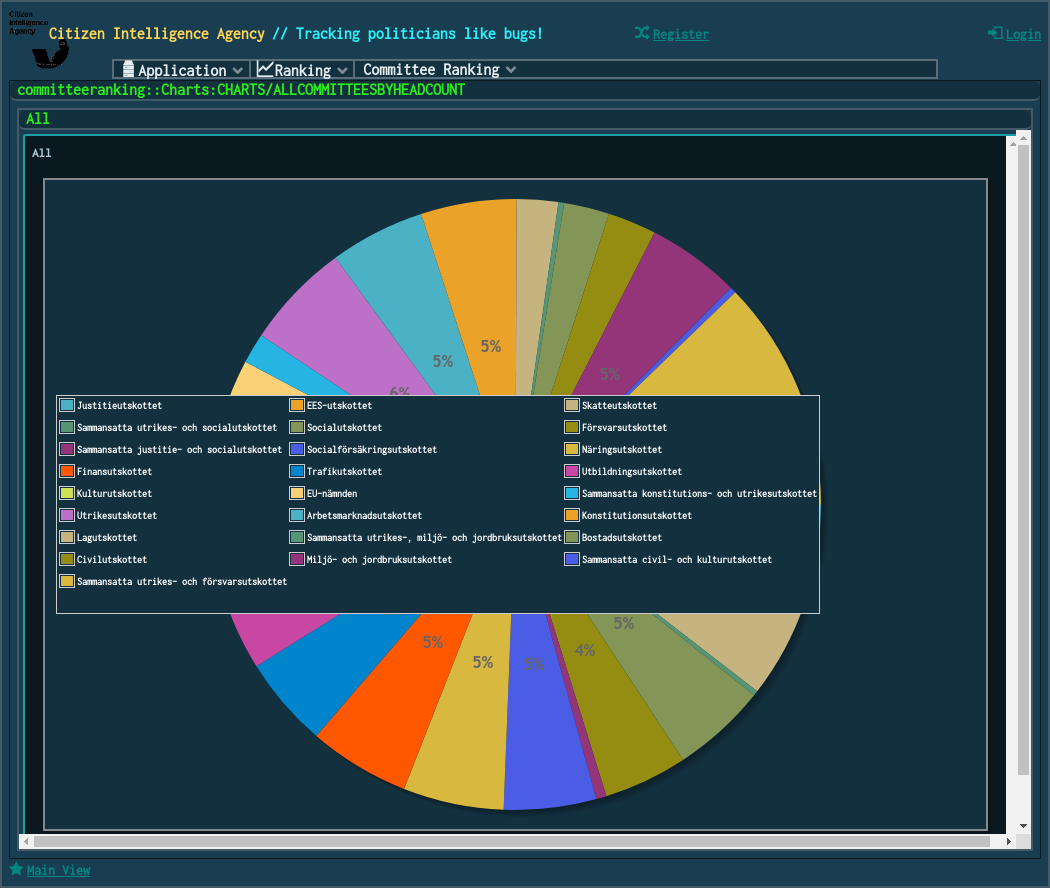 Citizen
Intelligence
Agency
Citizen Intelligence Agency // Tracking politicians like bugs!
Register
Login
Application
Ranking
Committee Ranking
committeeranking::Charts:CHARTS/ALLCOMMITTEESBYHEADCOUNT
All
All
5%
5%
5%
6%
Justitieutskottet
EES-utskottet
Skatteutskottet
Sammansatta utrikes- och socialutskottet
Socialutskottet
Försvarsutskottet
Sammansatta justitie- och socialutskottet
Socialförsäkringsutskottet
Näringsutskottet
Finansutskottet
Trafikutskottet
Utbildningsutskottet
Kulturutskottet
EU-nämnden
Sammansatta konstitutions- och utrikesutskottet
Utrikesutskottet
Arbetsmarknadsutskottet
Konstitutionsutskottet
Lagutskottet
Sammansatta utrikes-, miljö- och jordbruksutskottet
Bostadsutskottet
Civilutskottet
Miljö- och jordbruksutskottet
Sammansatta civil- och kulturutskottet
Sammansatta utrikes- och försvarsutskottet
5%
5%
4%
5%
5%
Main View